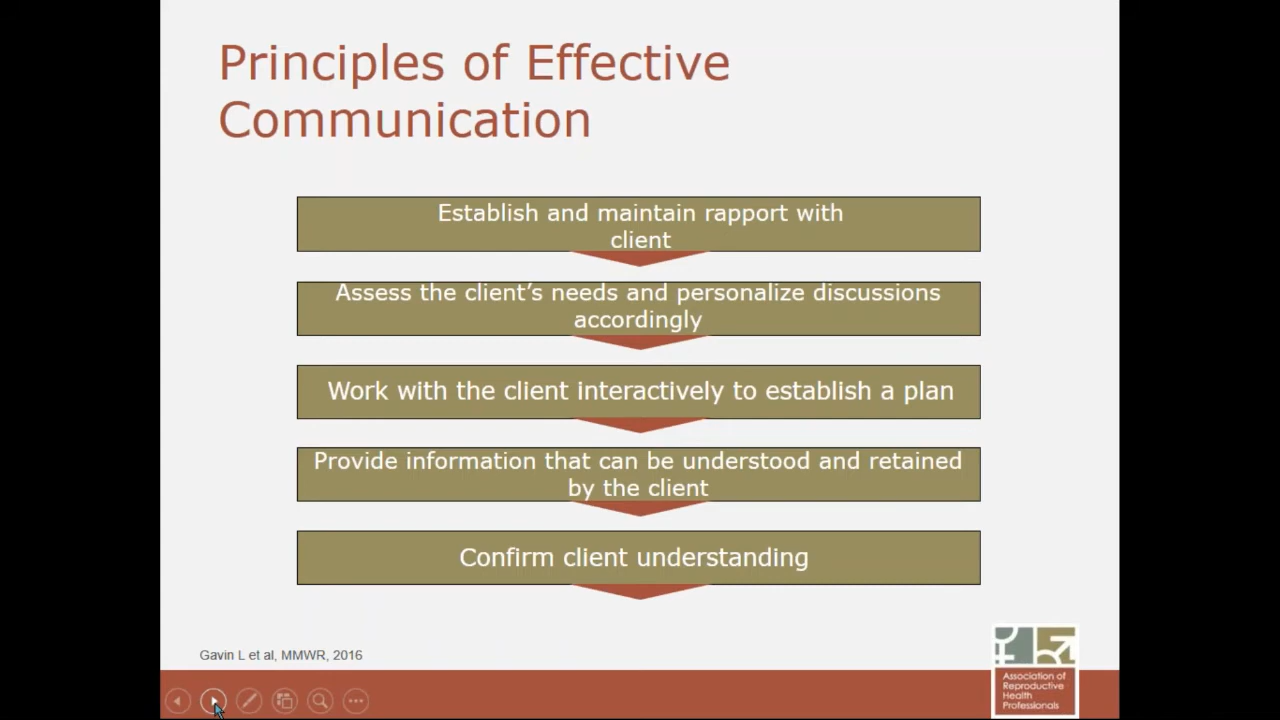 Principles of Effective
Communication
Establish and maintain rapport with
client
Assess the client’s needs and personalize discussions
accordingly
Work with the client interactively to establish a plan
Provide information that can be understood and retained
by the client
Confirm client understanding
Gavin L et al, MMWR, 2016
Association of
Reproductive
Health
Professionals